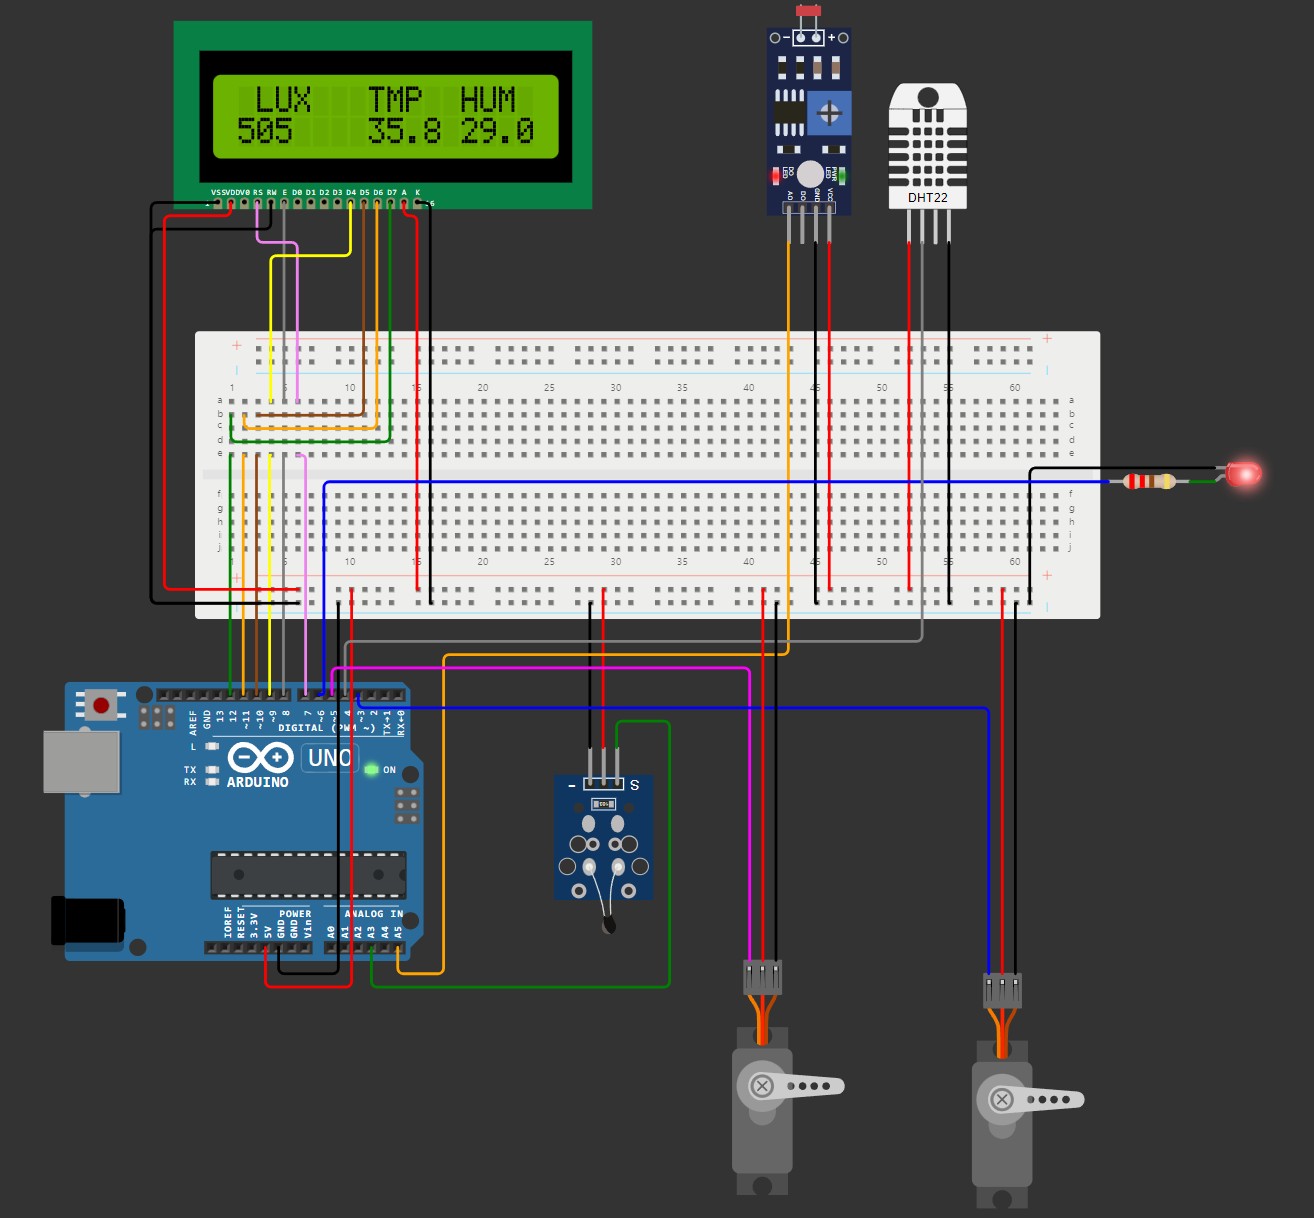 LUX TMP HUM
505 35.8 29.0
VSS VDD V0 RS RW E D0 D1 D2 D3 D4 D5 D6 D7 A K
16
- +
DO LED PWR LED
AO DO GND VCC
DHT22
+ +
1 5 10 15 20 25 30 35 40 45 50 55 60
a a
b b
c c
d d
e e
f f
g g
h h
i i
j j
5 10 15 20 25 30 35 40 45 50 55 60
+ +
AREF GND 13 12 ~11 ~10 ~9 8 7 ~6 ~5 4 ~3 2 TX→1 RX←0
DIGITAL (PWM ~)
L
UNO
TX ON
RX ARDUINO
- S
POWER ANALOG IN
IOREF RESET 3.3V 5V GND GND Vin A0 A1 A2 A3 A4 A5